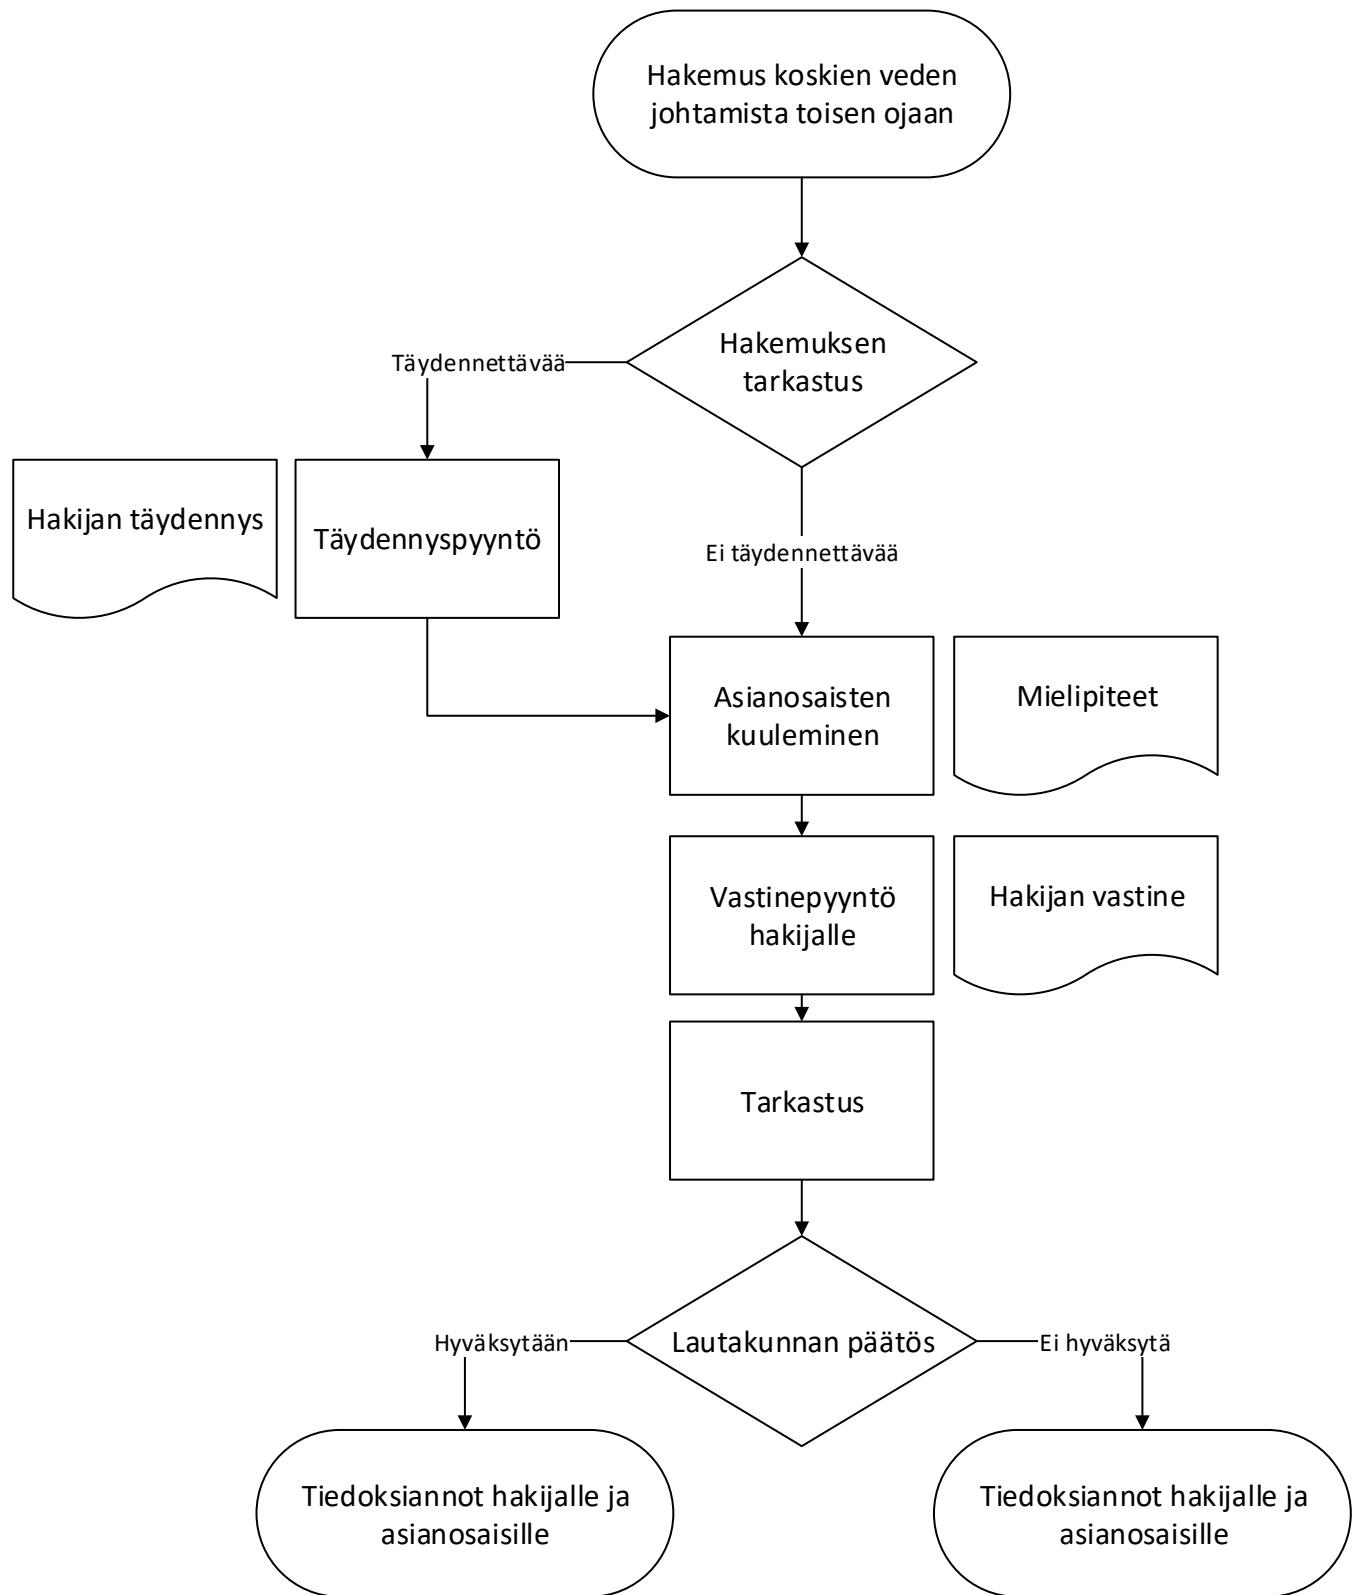 Hakemus koskien veden
johtamista toisen ojaan
Hakemuksen
tarkastus
Täydennettävää
Hakijan täydennys
Täydennyspyyntö
Ei täydennettävää
Asianosaisten
kuuleminen
Mielipiteet
Vastinepyyntö
hakijalle
Hakijan vastine
Tarkastus
Lautakunnan päätös
Hyväksytään
Ei hyväksytä
Tiedoksiannot hakijalle ja
asianosaisille
Tiedoksiannot hakijalle ja
asianosaisille